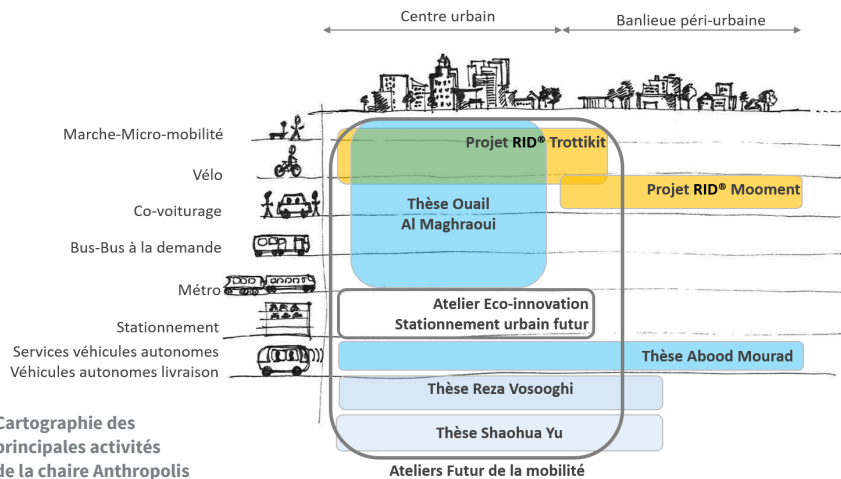 Centre urbain
Banlieue péri-urbaine
Marche-Micro-mobilité
Projet RID® Trottikit
Vélo
Projet RID® Mooment
Thèse Ouail
Al Maghraoui
Co-voiturage
Bus-Bus à la demande
Métro
Atelier Eco-innovation
Stationnement urbain futur
Stationnement
Services véhicules autonomes
Véhicules autonomes livraison
Thèse Abood Mourad
Thèse Reza Vosooghi
Thèse Shaohua Yu
Cartographie des
principales activités
de la chaire Anthropolis
Ateliers Futur de la mobilité